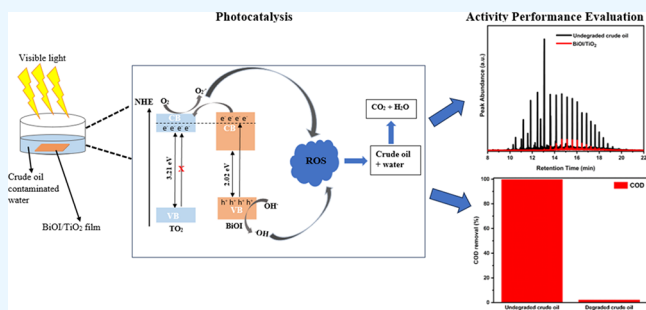 Photocatalysis
Activity Performance Evaluation
Visible light
Crude oil
contaminated
water
BiOI/TiO2 film
NHE
O2
O2·-
CB
e- e- e- e-
3.21 eV
X
VB
TO2
CB
e- e- e- e-
2.02 eV
h+ h+ h+ h+
VB
BiOI
OH-
·OH
ROS
CO2 + H2O
Crude oil
+ water
Peak Abundance (a.u.)
Undegraded crude oil
BiOI/TiO2
8 10 12 14 16 18 20 22
Retention Time (min)
COD removal (%)
100
80
60
40
20
0
COD
Undegraded crude oil
Degraded crude oil